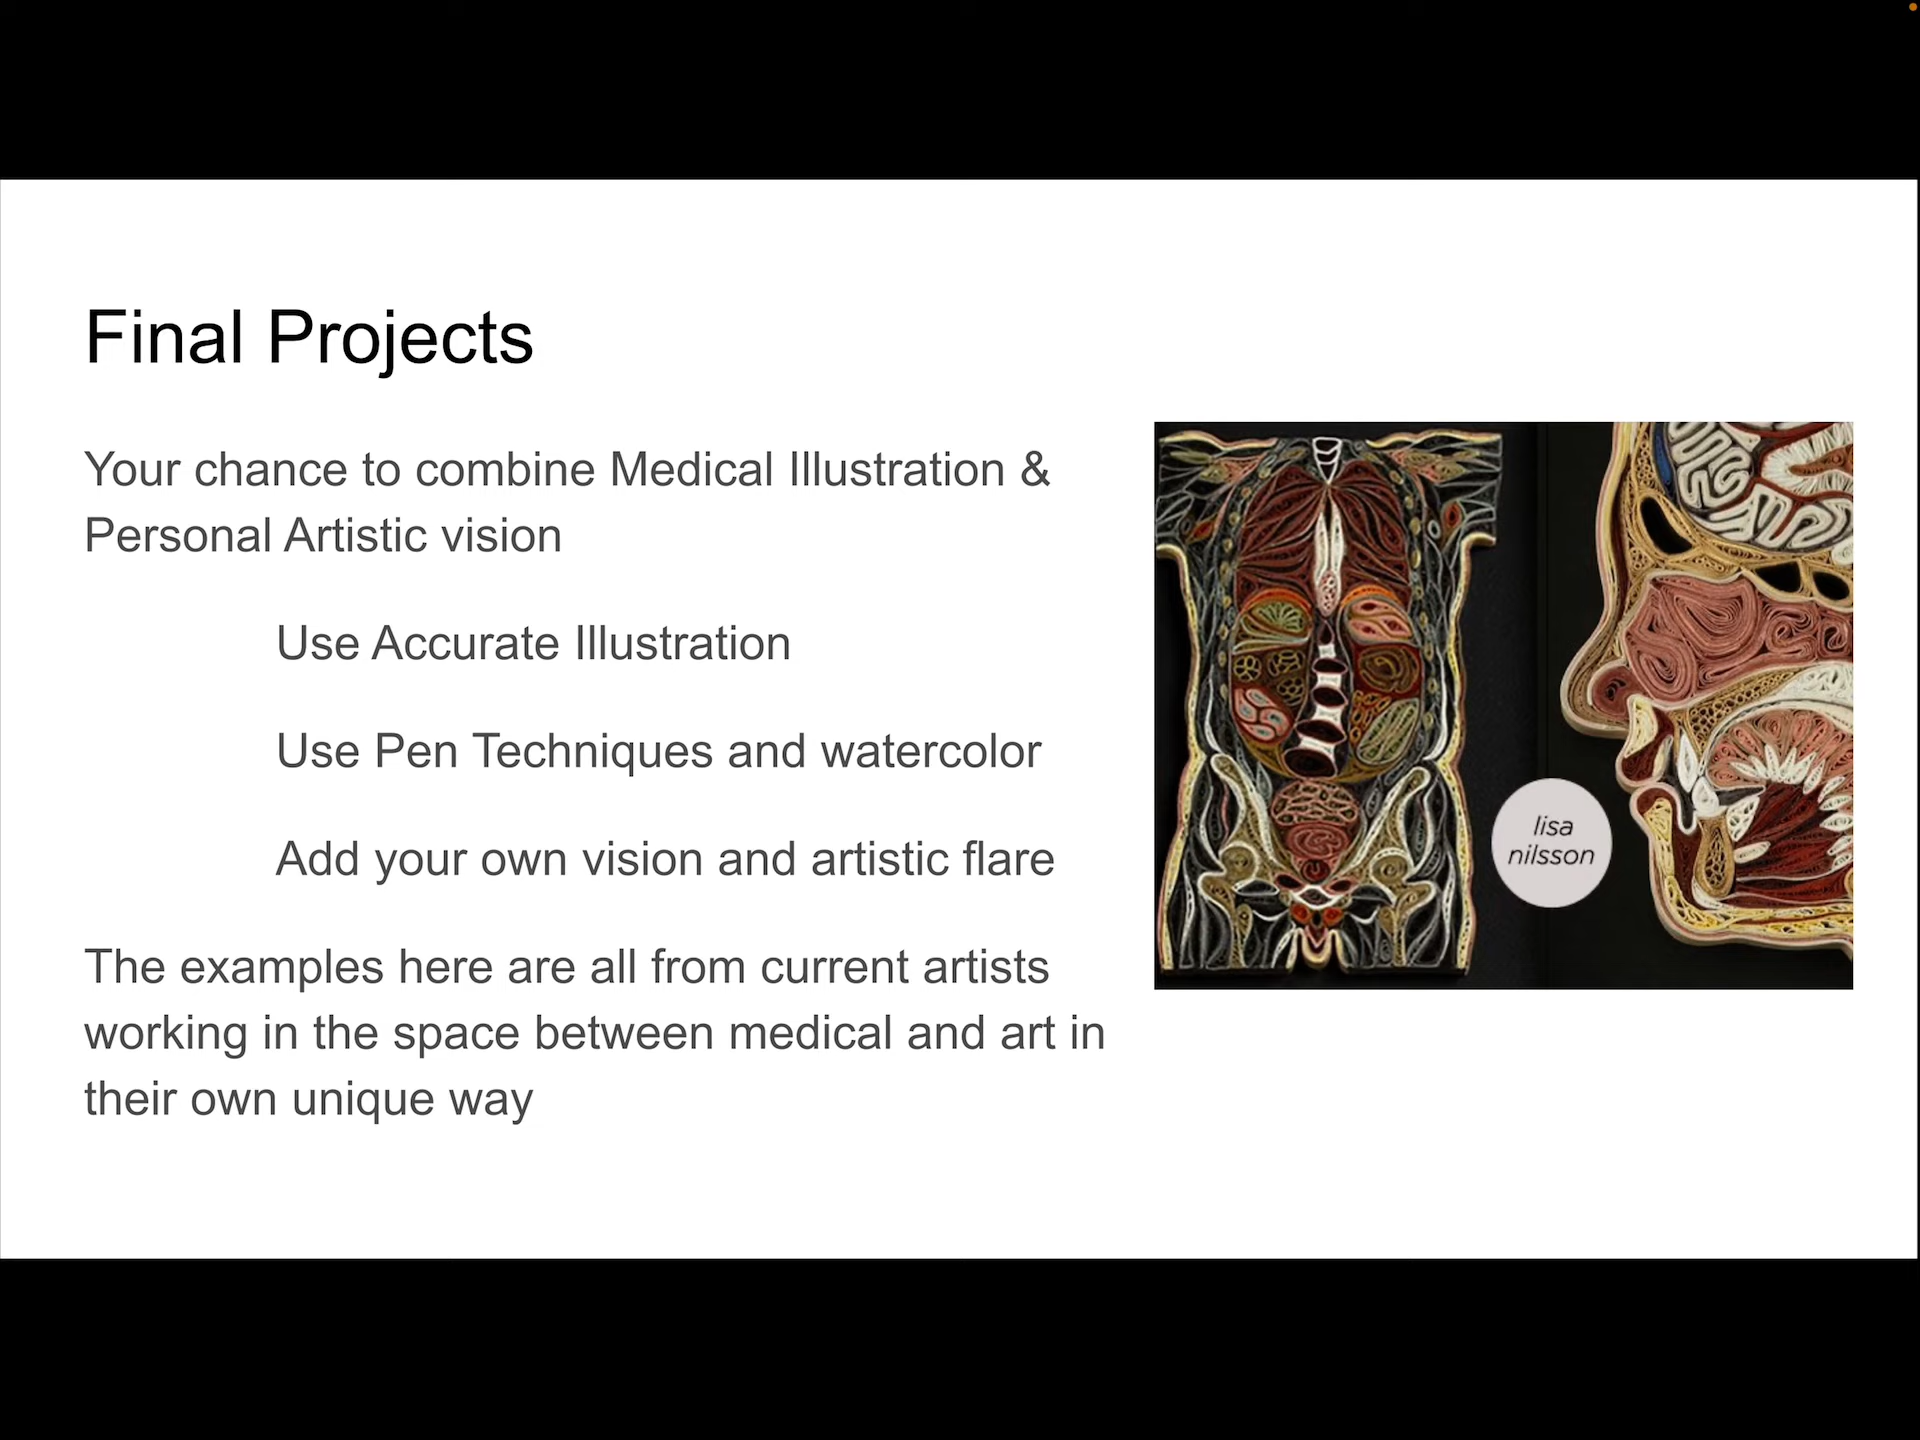 Final Projects
Your chance to combine Medical Illustration &
Personal Artistic vision
Use Accurate Illustration
Use Pen Techniques and watercolor
Add your own vision and artistic flare
The examples here are all from current artists
working in the space between medical and art in
their own unique way
lisa
nilsson